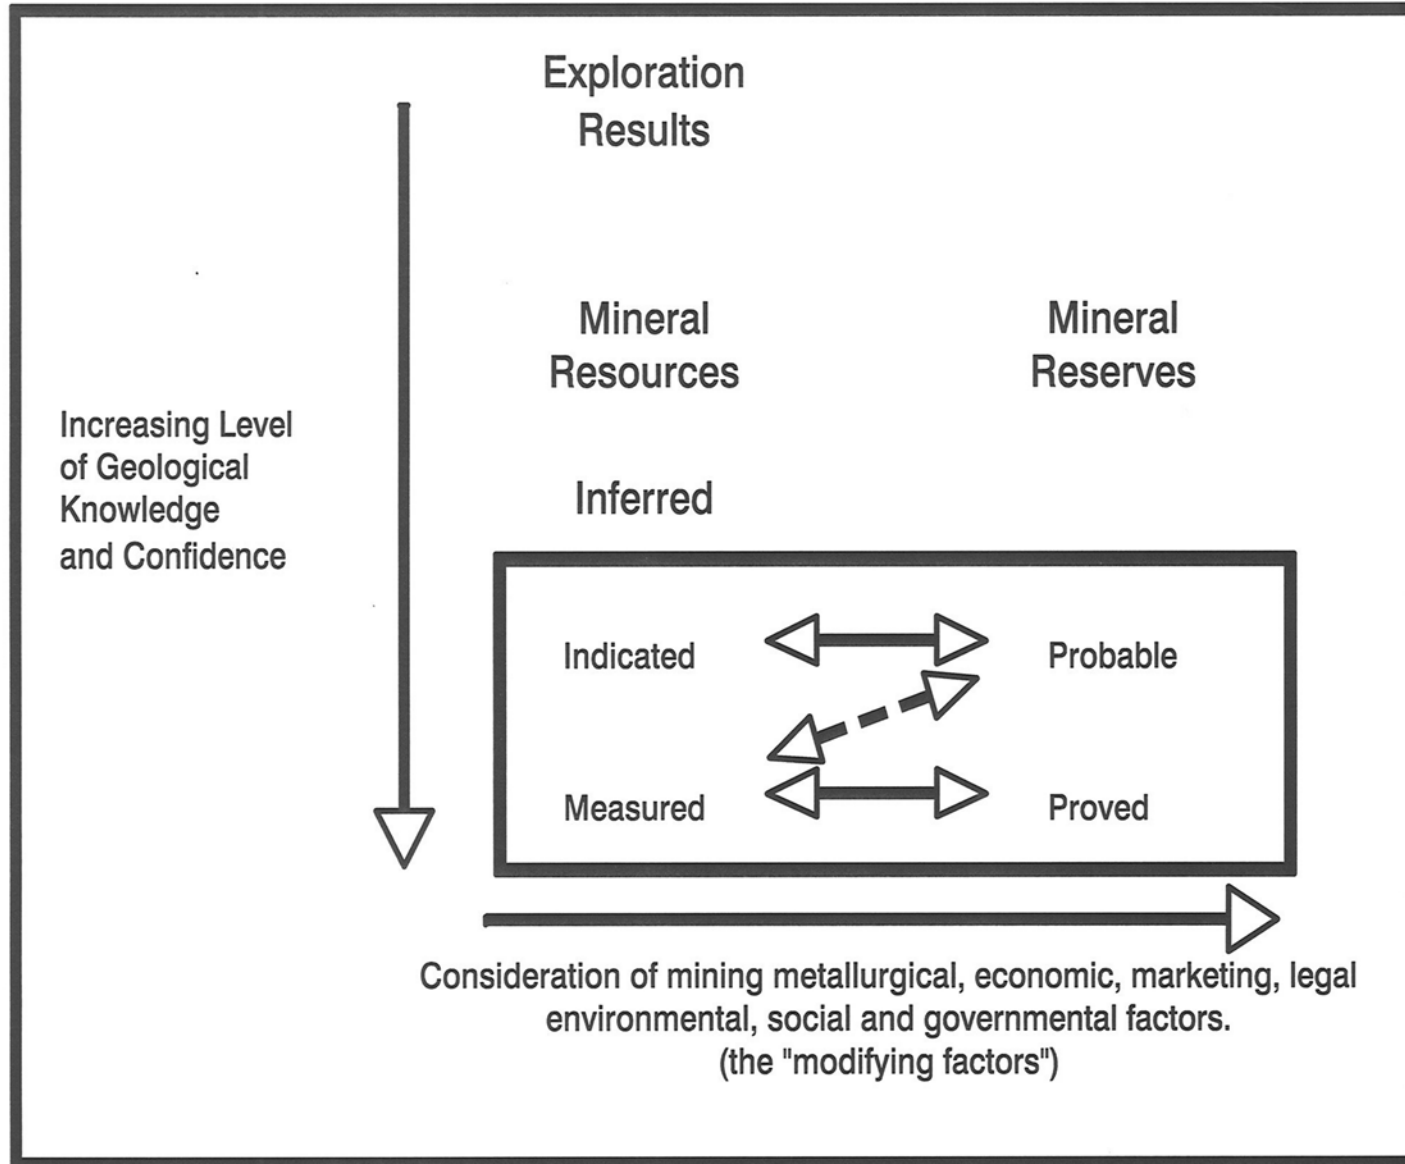 Exploration
Results
Mineral
Resources
Mineral
Reserves
Increasing Level
of Geological
Knowledge
and Confidence
Inferred
Indicated
Probable
Measured
Proved
Consideration of mining metallurgical, economic, marketing, legal
environmental, social and governmental factors.
(the "modifying factors")